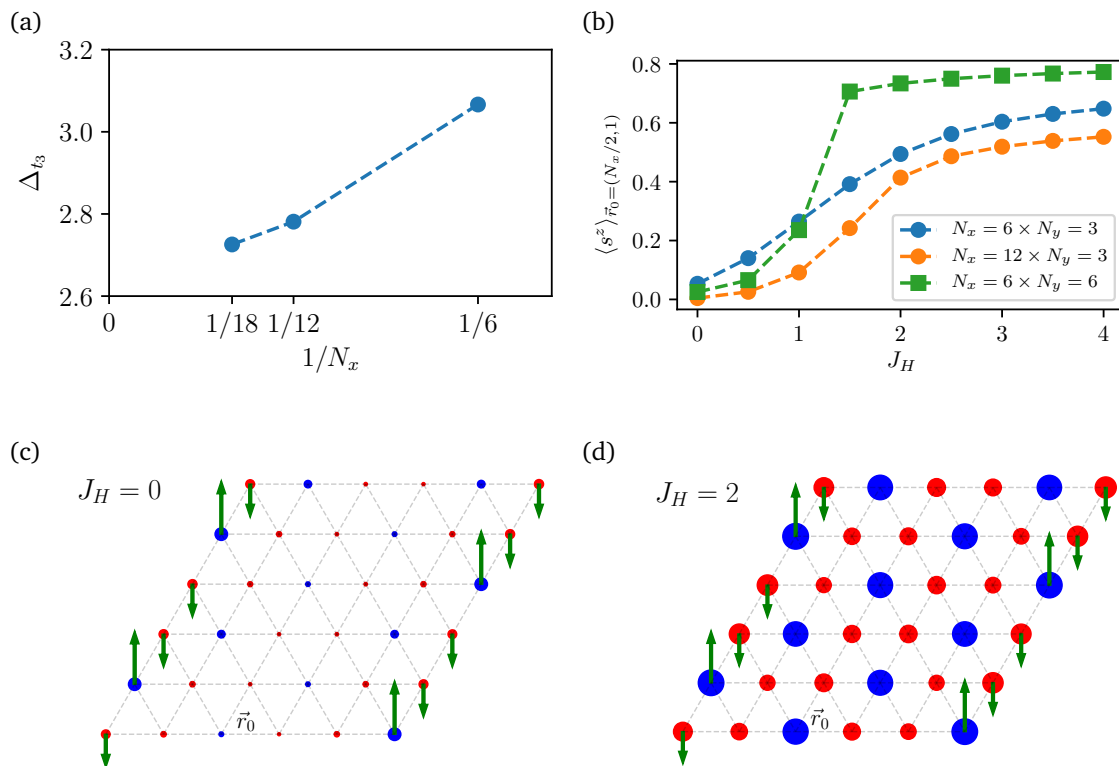 (a)
3.2
3.0
2.8
2.6
Δ_{t_3}
0
1/18
1/12
1/6
1/N_x
(b)
0.8
0.6
0.4
0.2
0.0
⟨s^z⟩_{\vec{r}_0=(N_x/2,1)}
N_x = 6 × N_y = 3
N_x = 12 × N_y = 3
N_x = 6 × N_y = 6
0
1
2
3
4
J_H
(c)
J_H = 0
\vec{r}_0
(d)
J_H = 2
\vec{r}_0